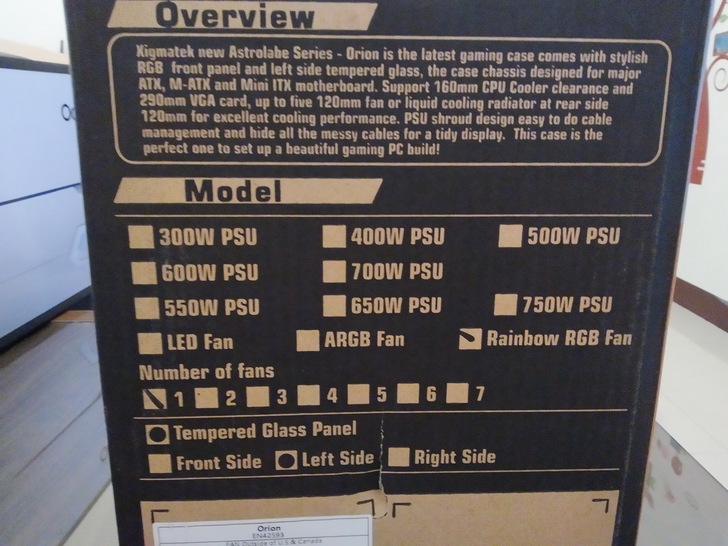 Overview
Xigmatek new Astrolabe Series - Orion is the latest gaming case comes with stylish
RGB front panel and left side tempered glass, the case chassis designed for major
ATX, M-ATX and Mini ITX motherboard. Support 160mm CPU Cooler clearance and
290mm VGA card, up to five 120mm fan or liquid cooling radiator at rear side
120mm for excellent cooling performance. PSU shroud design easy to do cable
management and hide all the messy cables for a tidy display. This case is the
perfect one to set up a beautiful gaming PC build!
Model
300W PSU 400W PSU 500W PSU
600W PSU 700W PSU
550W PSU 650W PSU 750W PSU
LED Fan ARGB Fan Rainbow RGB Fan
Number of fans
1 2 3 4 5 6 7
Tempered Glass Panel
Front Side Left Side Right Side
Orion
EN42593
Outside of U.S & Canada